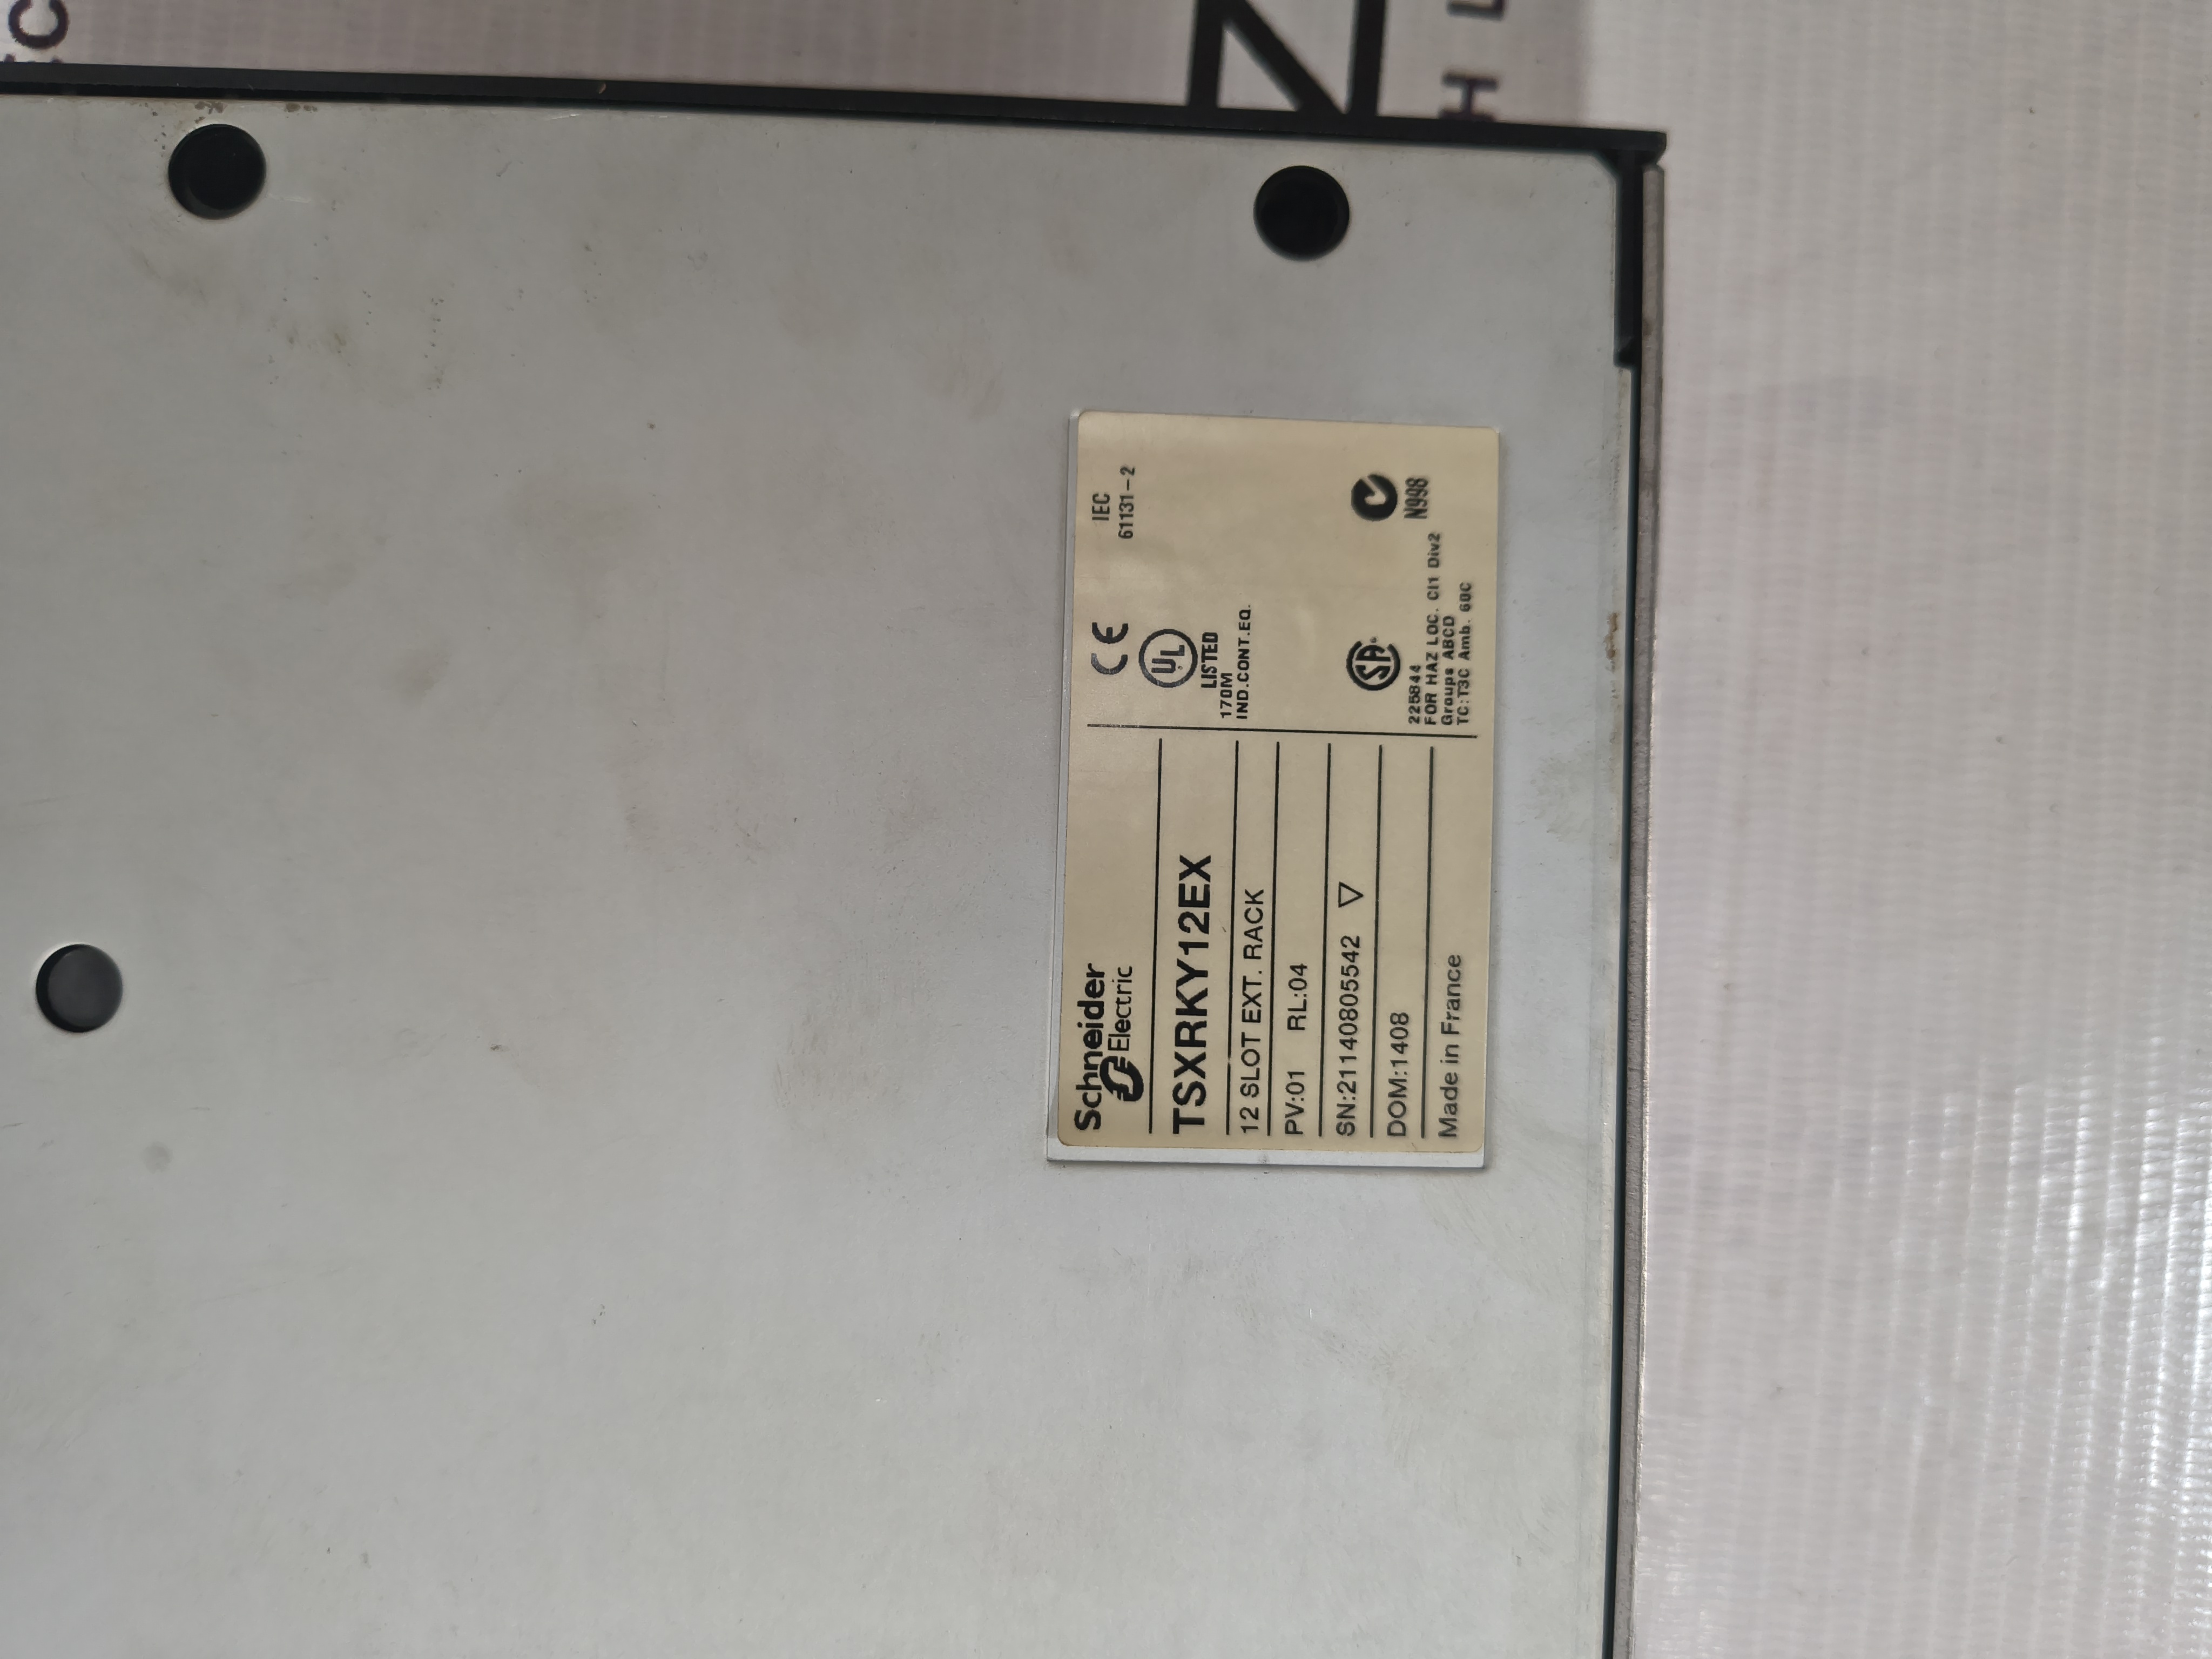 Schneider
Electric
TSXRKY12EX
12 SLOT EXT. RACK
PV:01 RL:04
SN:21140805542
DOM:1408
Made in France
CE
IEC
61131-2
UL
LISTED
170M
IND.CONT.EQ.
SA
225844
FOR HAZ LOC. Cl1 Div2
Groups ABCD
TC:T3C Amb. 60C
N998
N
H L
C